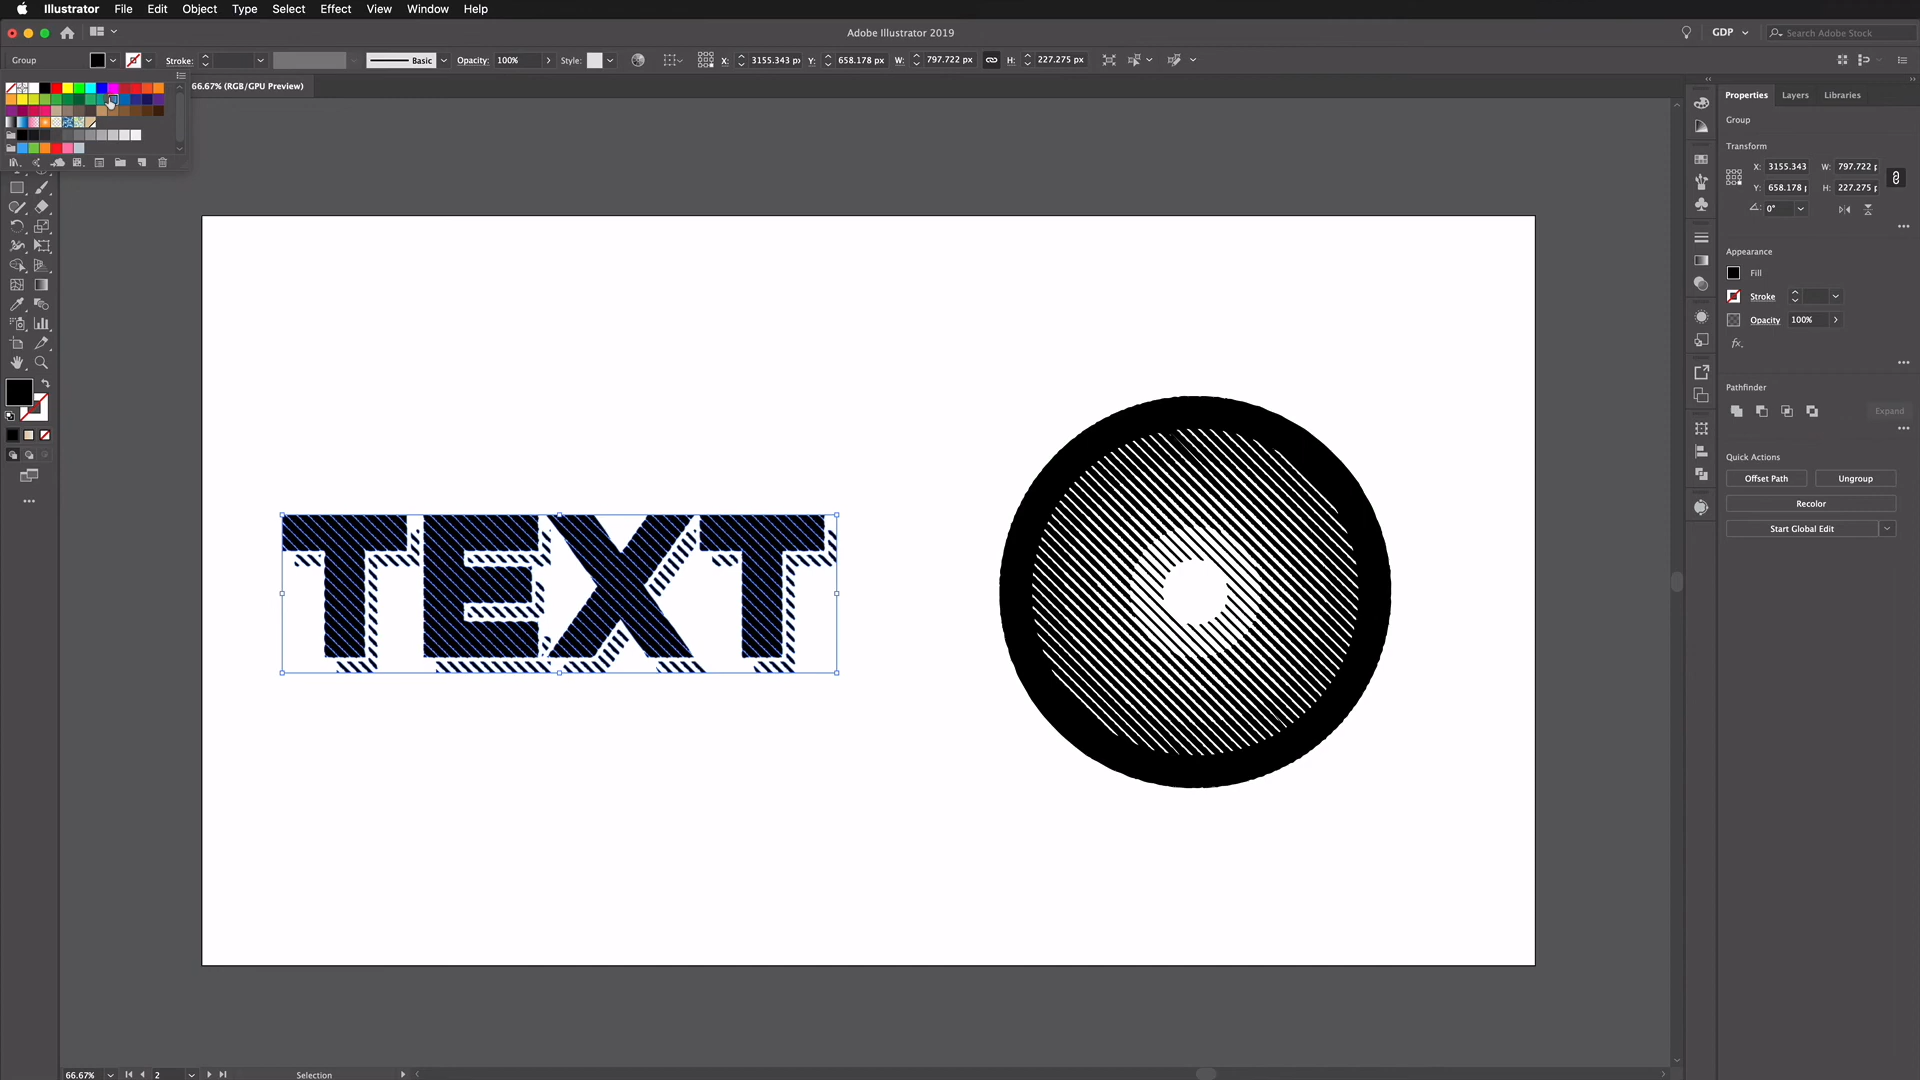 Illustrator File Edit Object Type Select Effect View Window Help
Adobe Illustrator 2019
GDP
Search Adobe Stock
Group Stroke: Basic Opacity: 100% Style: X: 3155.343 px Y: 658.178 px W: 797.722 px H: 227.275 px
66.67% (RGB/GPU Preview)
Properties Layers Libraries
Group
Transform
X: 3155.343 W: 797.722 p
Y: 658.178 p H: 227.275 p
0°
Appearance
Fill
Stroke
Opacity 100%
fx.
Pathfinder
Expand
Quick Actions
Offset Path Ungroup
Recolor
Start Global Edit
TEXT
66.67% 2 Selection